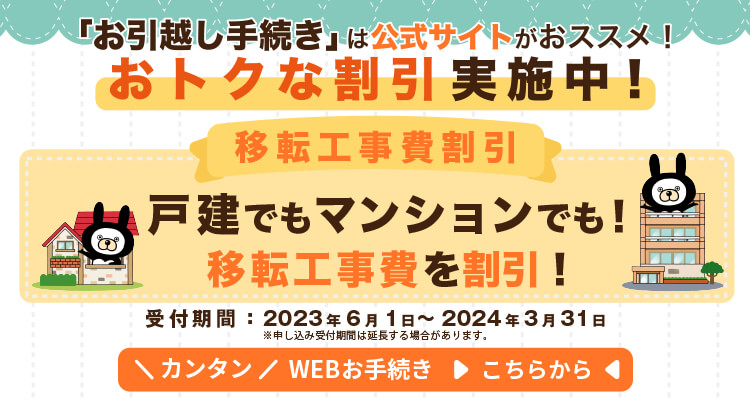 「お引越し手続き」は公式サイトがおススメ！
おトクな割引実施中！
移転工事費割引
戸建でもマンションでも！
移転工事費を割引！
受付期間：2023年6月1日～2024年3月31日
※申し込み受付期間は延長する場合があります。
＼カンタン／ WEBお手続き ▶ こちらから ◀